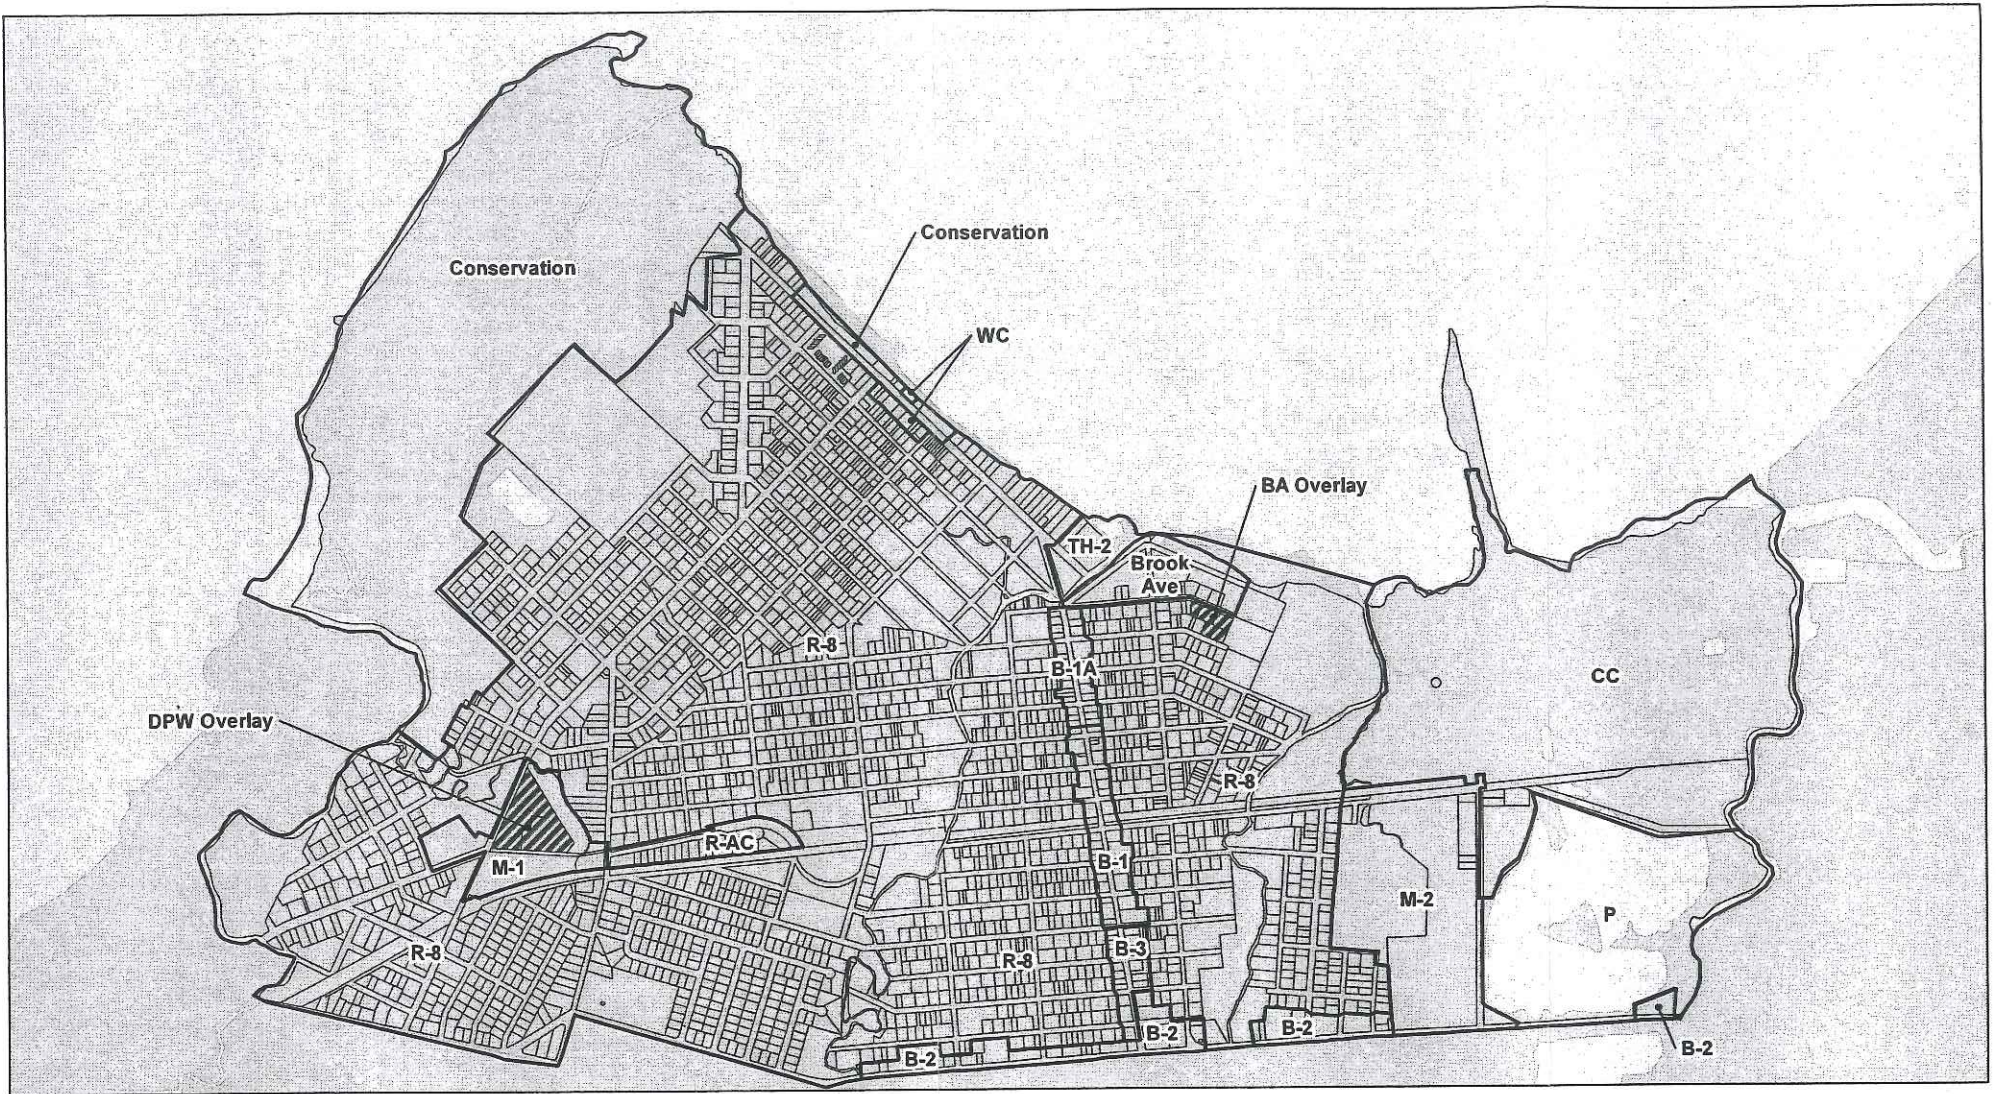 Conservation
Conservation
WC
BA Overlay
TH-2
Brook
Ave
R-8
B-1A
CC
DPW Overlay
R-8
R-AC
B-1
M-1
M-2
P
R-8
R-8
B-3
B-2
B-2
B-2
B-2